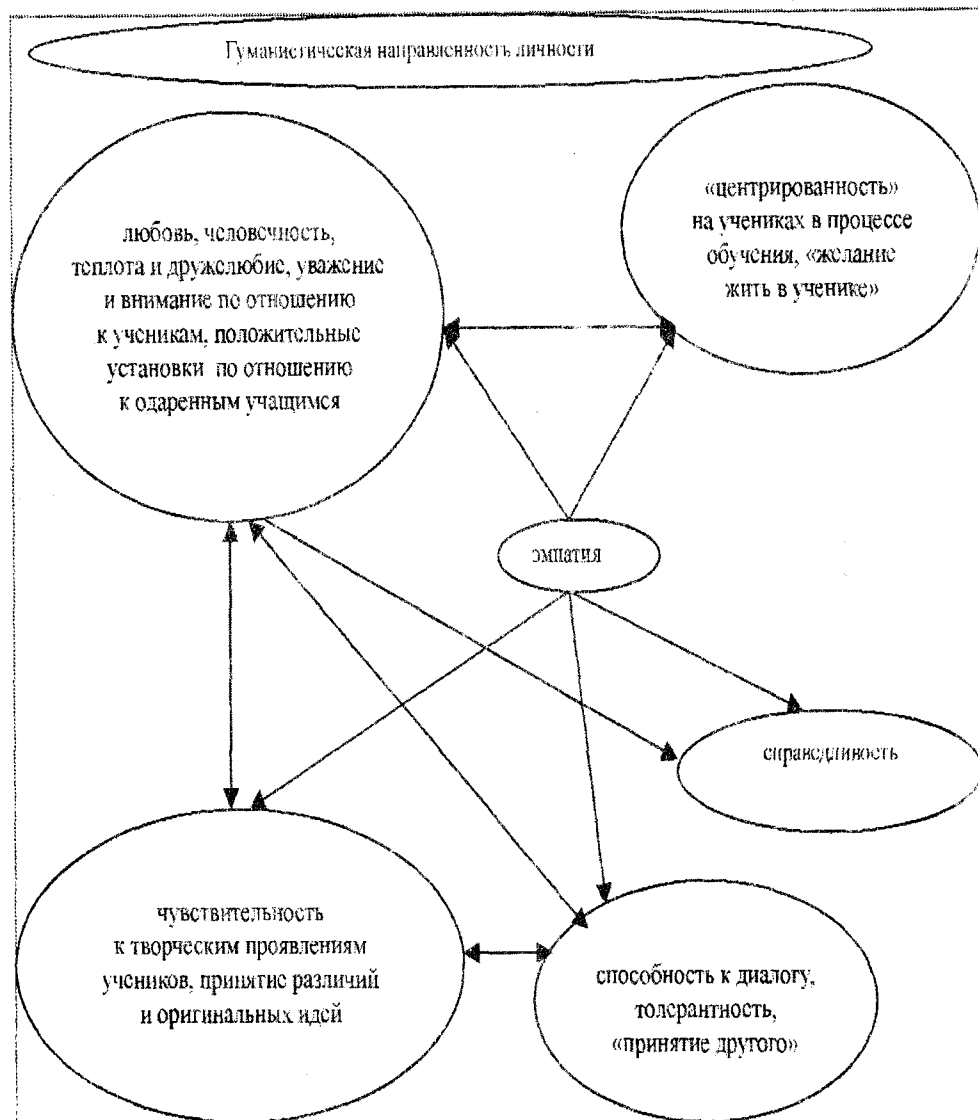 Гуманистическая направленность личности
любовь, человечность,
теплота и дружелюбие, уважение
и внимание по отношению
к ученикам, положительные
установки по отношению
к одаренным учащимся
«центрированность»
на учениках в процессе
обучения, «желание
жить в ученике»
эмпатия
справедливость
чувствительность
к творческим проявлениям
учеников, принятие различий
и оригинальных идей
способность к диалогу,
толерантность,
«принятие другого»